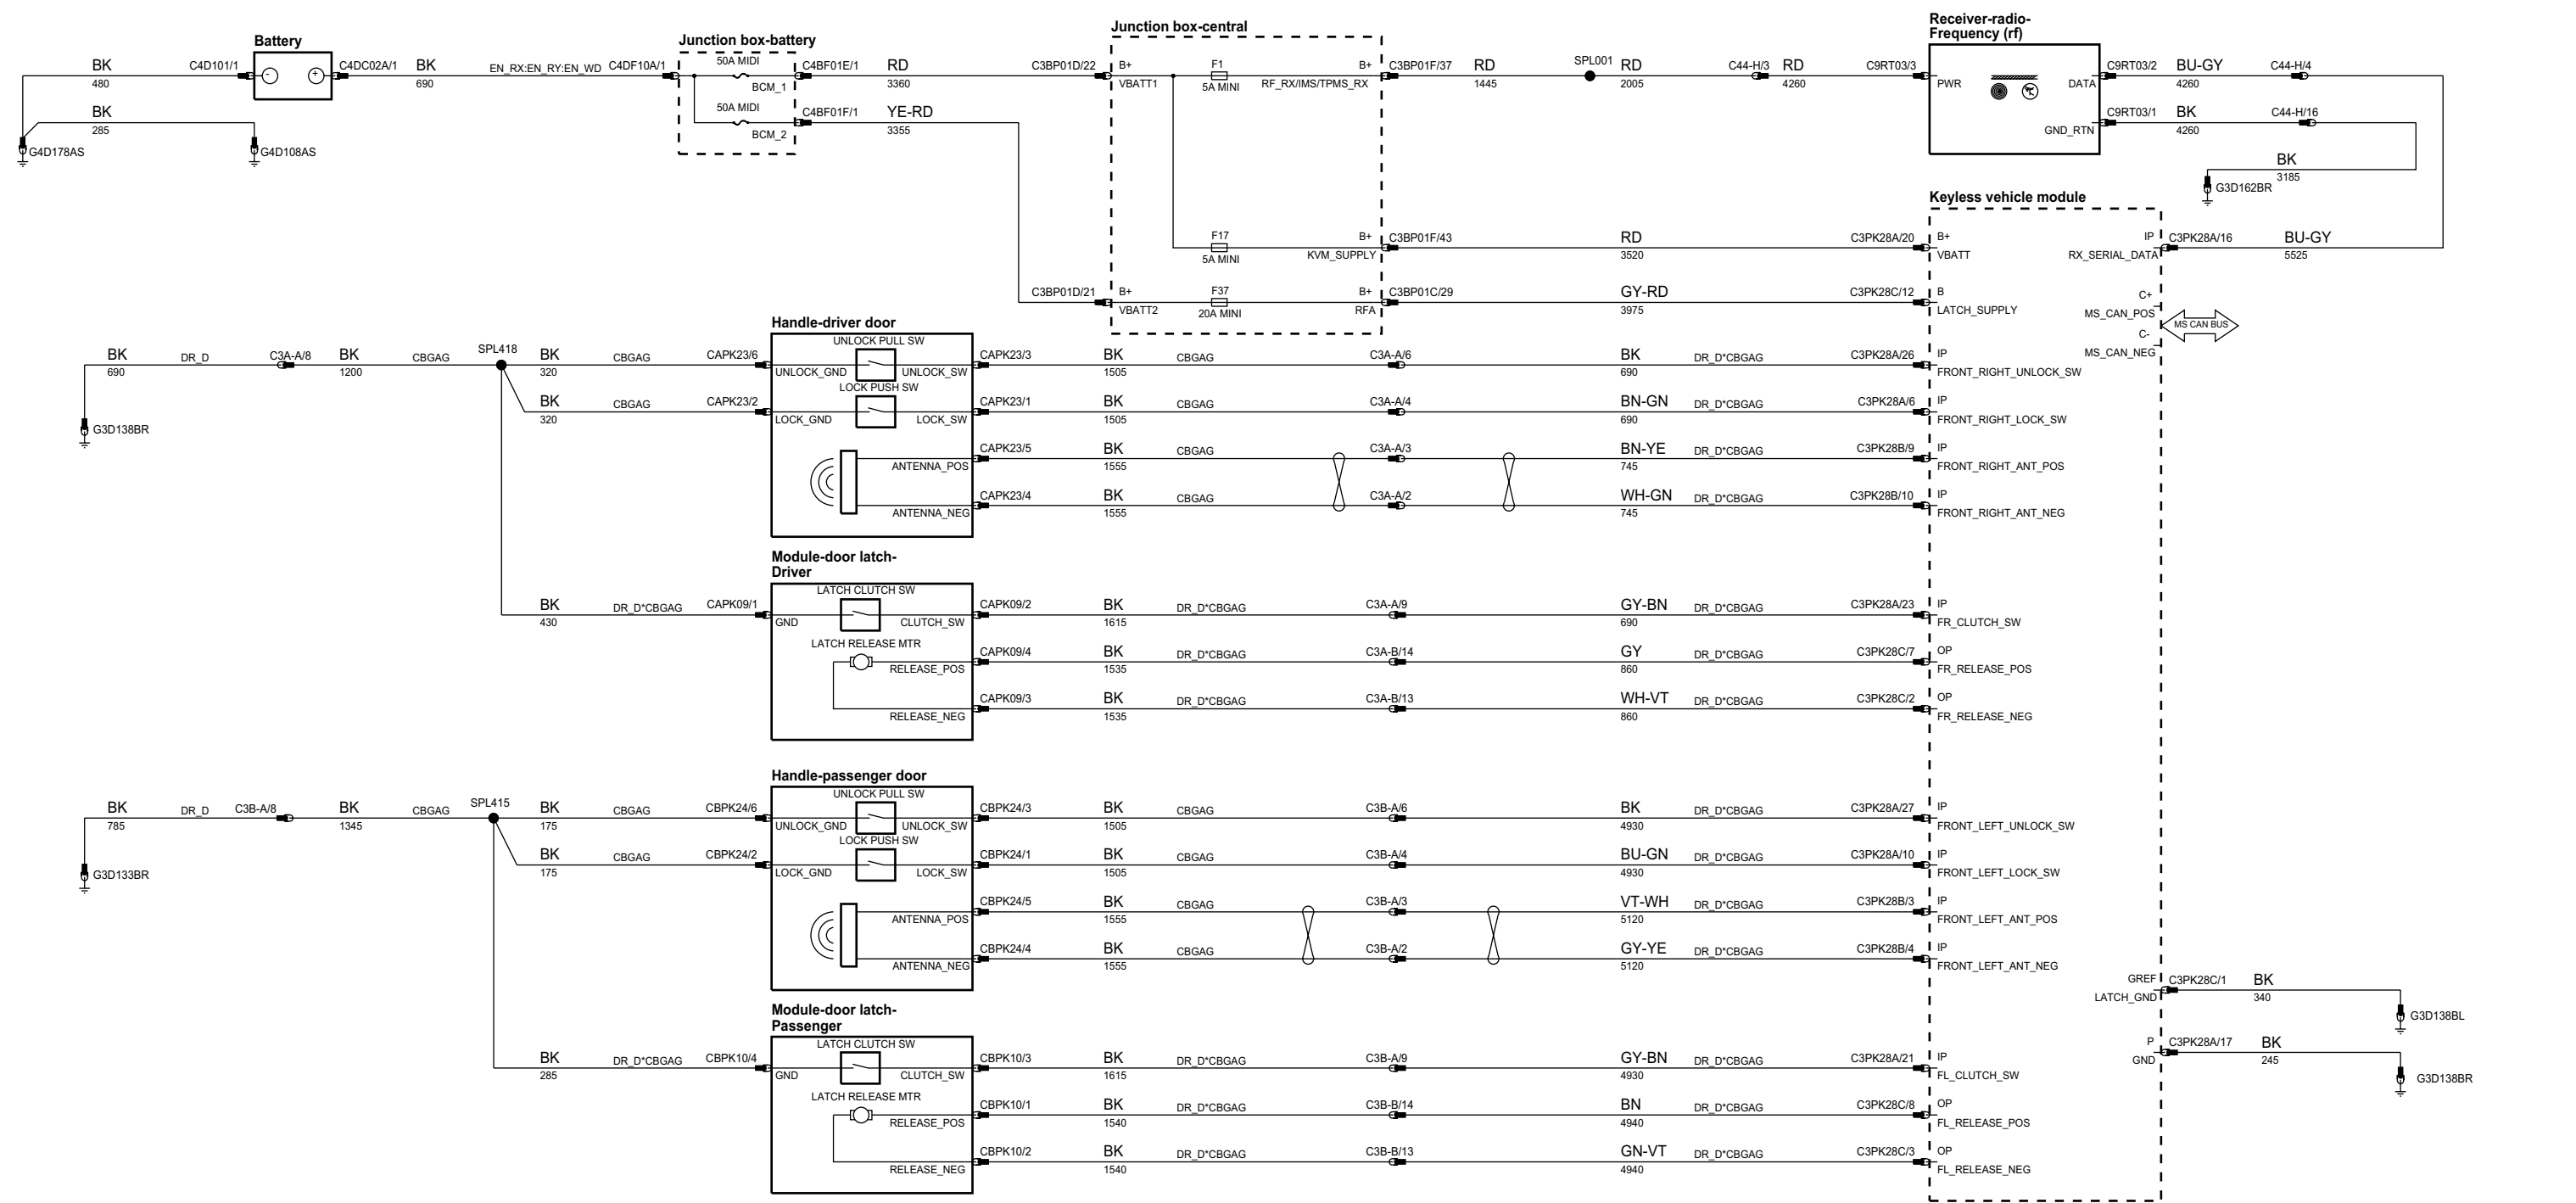 Battery
BK
480
C4D101/1
-
+
C4DC02A/1
BK
690
EN_RX:EN_RY:EN_WD
C4DF10A/1
BK
285
G4D178AS
G4D108AS
Junction box-battery
50A MIDI
BCM_1
50A MIDI
BCM_2
C4BF01E/1
RD
3360
C4BF01F/1
YE-RD
3355
C3BP01D/22
C3BP01D/21
Junction box-central
B+
VBATT1
F1
5A MINI
B+
RF_RX/IMS/TPMS_RX
F17
5A MINI
B+
KVM_SUPPLY
B+
VBATT2
F37
20A MINI
B+
RFA
C3BP01F/37
RD
1445
SPL001
RD
2005
C44-H/3
RD
4260
C9RT03/3
C3BP01F/43
RD
3520
C3PK28A/20
C3BP01C/29
GY-RD
3975
C3PK28C/12
Receiver-radio-
Frequency (rf)
PWR
DATA
GND_RTN
C9RT03/2
BU-GY
4260
C44-H/4
C9RT03/1
BK
4260
C44-H/16
BK
3185
G3D162BR
Keyless vehicle module
B+
VBATT
IP
RX_SERIAL_DATA
C3PK28A/16
BU-GY
5525
B
LATCH_SUPPLY
C+
MS_CAN_POS
C-
MS_CAN_NEG
MS CAN BUS
Handle-driver door
BK
690
DR_D
C3A-A/8
BK
1200
CBGAG
SPL418
BK
320
CBGAG
CAPK23/6
UNLOCK PULL SW
UNLOCK_GND
UNLOCK_SW
CAPK23/3
BK
1505
CBGAG
C3A-A/6
BK
690
DR_D*CBGAG
C3PK28A/26
IP
FRONT_RIGHT_UNLOCK_SW
G3D138BR
BK
320
CBGAG
CAPK23/2
LOCK PUSH SW
LOCK_GND
LOCK_SW
CAPK23/1
BK
1505
CBGAG
C3A-A/4
BN-GN
690
DR_D*CBGAG
C3PK28A/6
IP
FRONT_RIGHT_LOCK_SW
ANTENNA_POS
CAPK23/5
BK
1555
CBGAG
C3A-A/3
BN-YE
745
DR_D*CBGAG
C3PK28B/9
IP
FRONT_RIGHT_ANT_POS
ANTENNA_NEG
CAPK23/4
BK
1555
CBGAG
C3A-A/2
WH-GN
745
DR_D*CBGAG
C3PK28B/10
IP
FRONT_RIGHT_ANT_NEG
Module-door latch-
Driver
BK
430
DR_D*CBGAG
CAPK09/1
LATCH CLUTCH SW
GND
CLUTCH_SW
CAPK09/2
BK
1615
DR_D*CBGAG
C3A-A/9
GY-BN
690
DR_D*CBGAG
C3PK28A/23
IP
FR_CLUTCH_SW
LATCH RELEASE MTR
RELEASE_POS
CAPK09/4
BK
1535
DR_D*CBGAG
C3A-B/14
GY
860
DR_D*CBGAG
C3PK28C/7
OP
FR_RELEASE_POS
RELEASE_NEG
CAPK09/3
BK
1535
DR_D*CBGAG
C3A-B/13
WH-VT
860
DR_D*CBGAG
C3PK28C/2
OP
FR_RELEASE_NEG
Handle-passenger door
BK
785
DR_D
C3B-A/8
BK
1345
CBGAG
SPL415
BK
175
CBGAG
CBPK24/6
UNLOCK PULL SW
UNLOCK_GND
UNLOCK_SW
CBPK24/3
BK
1505
CBGAG
C3B-A/6
BK
4930
DR_D*CBGAG
C3PK28A/27
IP
FRONT_LEFT_UNLOCK_SW
G3D133BR
BK
175
CBGAG
CBPK24/2
LOCK PUSH SW
LOCK_GND
LOCK_SW
CBPK24/1
BK
1505
CBGAG
C3B-A/4
BU-GN
4930
DR_D*CBGAG
C3PK28A/10
IP
FRONT_LEFT_LOCK_SW
ANTENNA_POS
CBPK24/5
BK
1555
CBGAG
C3B-A/3
VT-WH
5120
DR_D*CBGAG
C3PK28B/3
IP
FRONT_LEFT_ANT_POS
ANTENNA_NEG
CBPK24/4
BK
1555
CBGAG
C3B-A/2
GY-YE
5120
DR_D*CBGAG
C3PK28B/4
IP
FRONT_LEFT_ANT_NEG
GREF
LATCH_GND
C3PK28C/1
BK
340
G3D138BL
P
GND
C3PK28A/17
BK
245
G3D138BR
Module-door latch-
Passenger
BK
285
DR_D*CBGAG
CBPK10/4
LATCH CLUTCH SW
GND
CLUTCH_SW
CBPK10/3
BK
1615
DR_D*CBGAG
C3B-A/9
GY-BN
4930
DR_D*CBGAG
C3PK28A/21
IP
FL_CLUTCH_SW
LATCH RELEASE MTR
RELEASE_POS
CBPK10/1
BK
1540
DR_D*CBGAG
C3B-B/14
BN
4940
DR_D*CBGAG
C3PK28C/8
OP
FL_RELEASE_POS
RELEASE_NEG
CBPK10/2
BK
1540
DR_D*CBGAG
C3B-B/13
GN-VT
4940
DR_D*CBGAG
C3PK28C/3
OP
FL_RELEASE_NEG